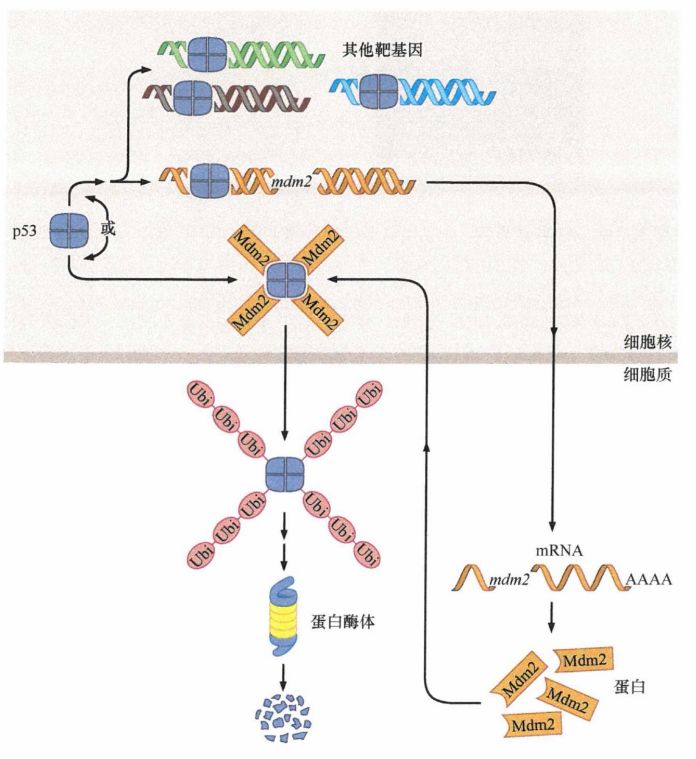 其他靶基因
mdm2
p53
或
Mdm2
Mdm2
Mdm2
Mdm2
细胞核
细胞质
Ubi
Ubi
Ubi
Ubi
Ubi
Ubi
Ubi
Ubi
Ubi
Ubi
Ubi
Ubi
mRNA
mdm2
AAAA
蛋白酶体
Mdm2
Mdm2
Mdm2
Mdm2
蛋白